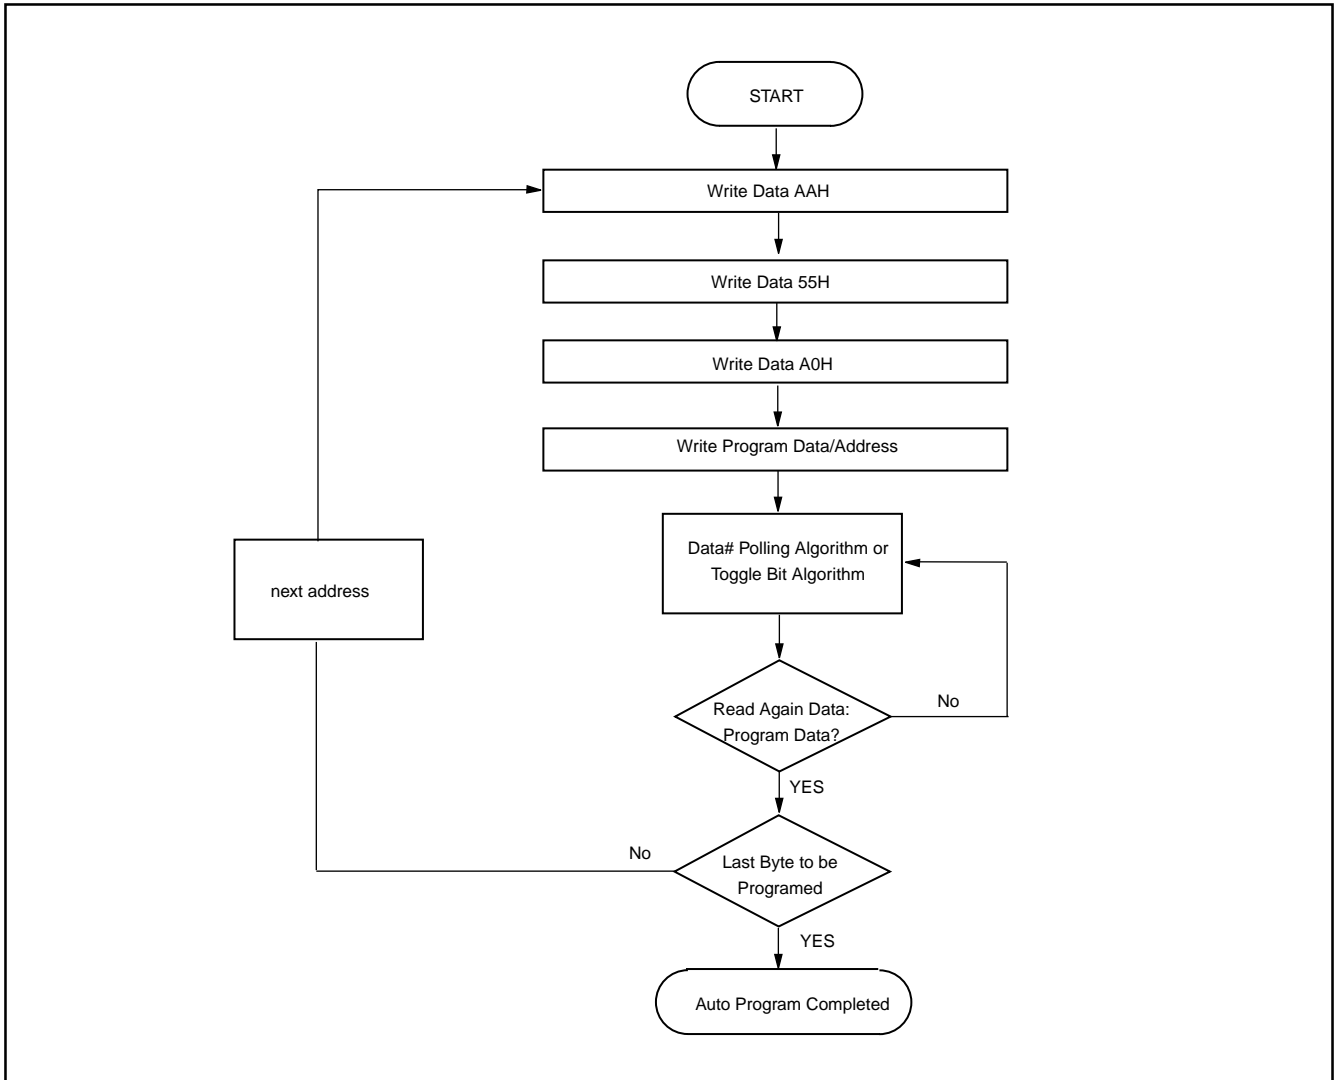 START
Write Data AAH
Write Data 55H
Write Data A0H
Write Program Data/Address
Data# Polling Algorithm or
Toggle Bit Algorithm
next address
Read Again Data:
Program Data?
No
YES
No
Last Byte to be
Programed
YES
Auto Program Completed